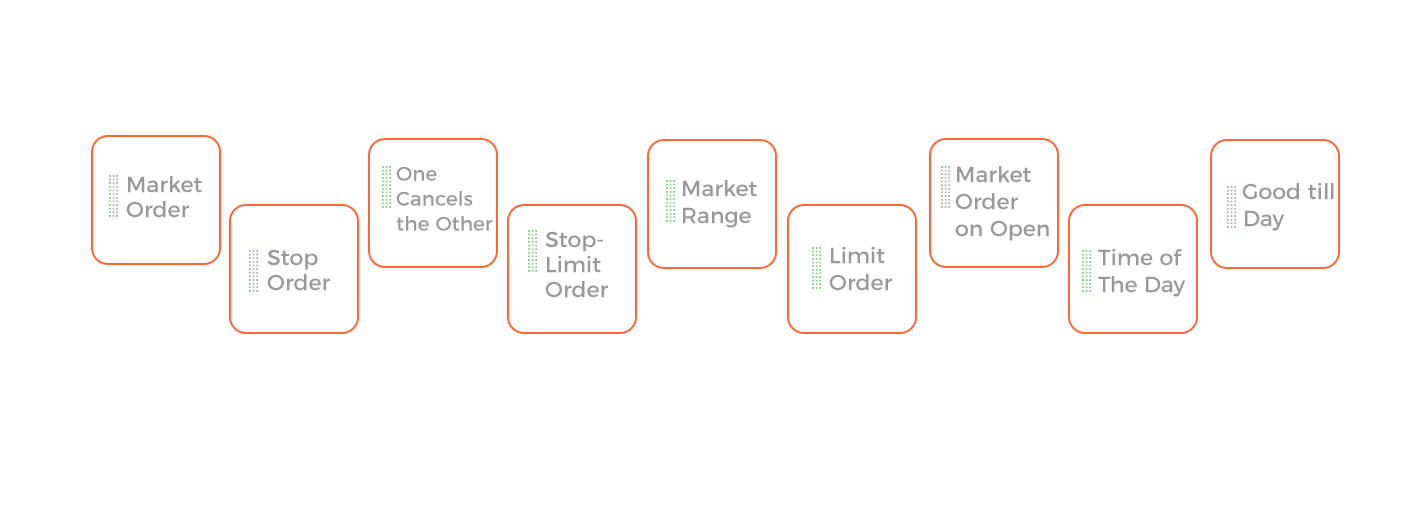 Market
Order
Stop
Order
One
Cancels
the Other
Stop-
Limit
Order
Market
Range
Limit
Order
Market
Order
on Open
Time of
The Day
Good till
Day